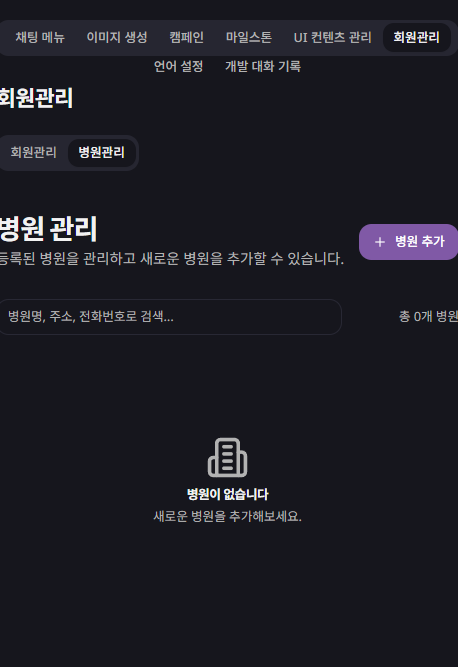 채팅 메뉴 이미지 생성 캠페인 마일스톤 UI 컨텐츠 관리 회원관리
언어 설정 개발 대화 기록
회원관리
회원관리 병원관리
병원 관리
등록된 병원을 관리하고 새로운 병원을 추가할 수 있습니다.
+ 병원 추가
병원명, 주소, 전화번호로 검색...
총 0개 병원
병원이 없습니다
새로운 병원을 추가해보세요.